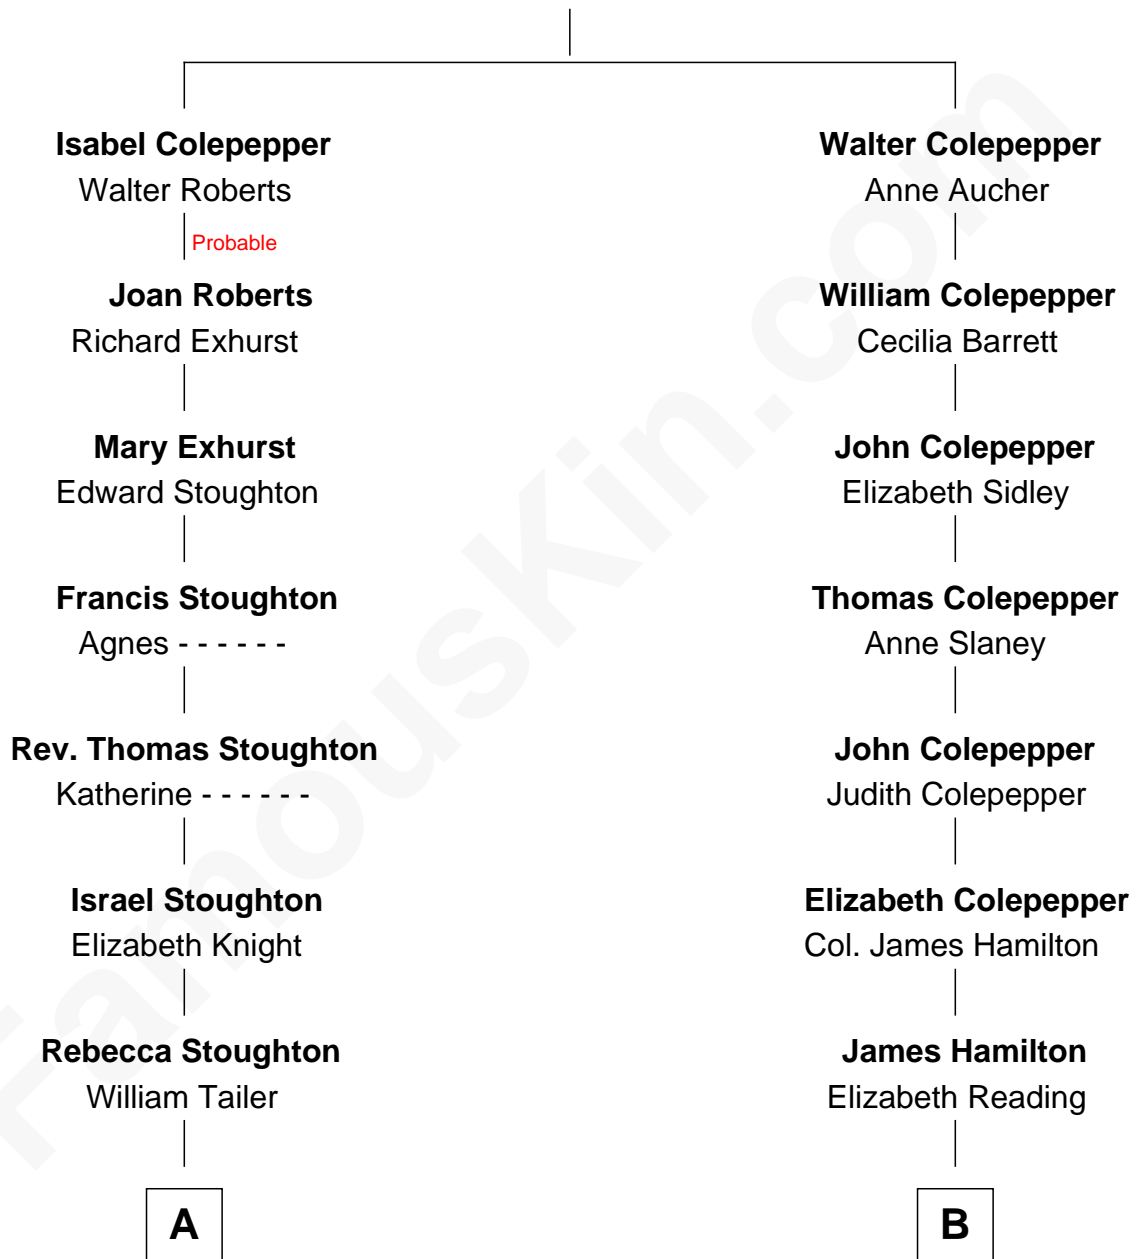 Isabel Colepepper
Walter Roberts
Probable
Joan Roberts
Richard Exhurst
Mary Exhurst
Edward Stoughton
Francis Stoughton
Agnes - - - - - -
Rev. Thomas Stoughton
Katherine - - - - - -
Israel Stoughton
Elizabeth Knight
Rebecca Stoughton
William Tailer
A
Walter Colepepper
Anne Aucher
William Colepepper
Cecilia Barrett
John Colepepper
Elizabeth Sidley
Thomas Colepepper
Anne Slaney
John Colepepper
Judith Colepepper
Elizabeth Colepepper
Col. James Hamilton
James Hamilton
Elizabeth Reading
B
FamousKin.com